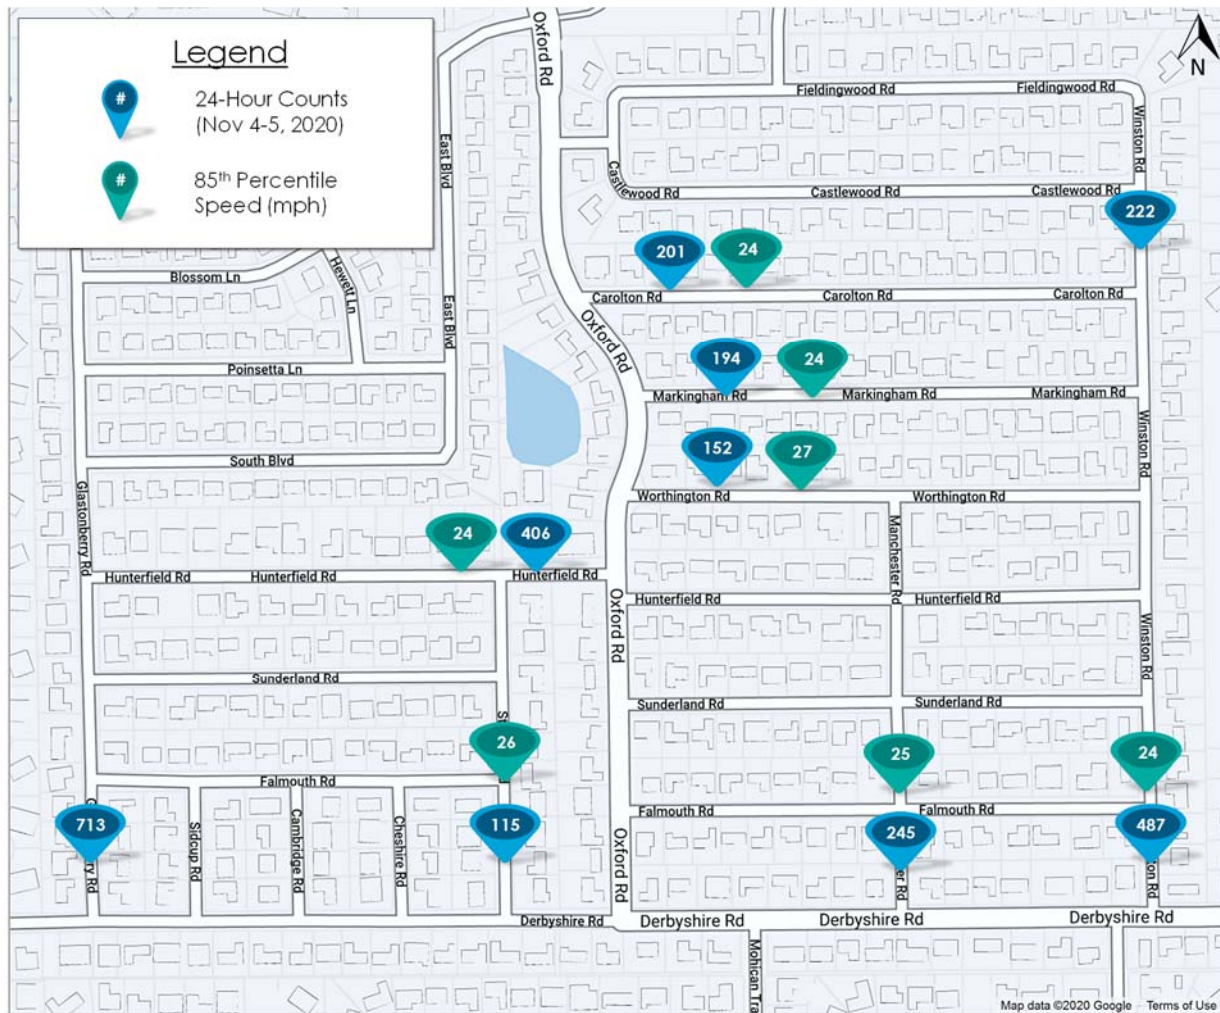 Legend
#
24-Hour Counts
(Nov 4-5, 2020)
#
85th Percentile
Speed (mph)
Oxford Rd
N
Fieldingwood Rd
Fieldingwood Rd
Winston Rd
East Blvd
Castlewood Rd
Castlewood Rd
Castlewood Rd
222
201
24
Blossom Ln
Hewett Ln
East Blvd
Carolton Rd
Carolton Rd
Carolton Rd
Oxford Rd
194
24
Poinsetta Ln
Markingham Rd
Markingham Rd
Markingham Rd
152
27
Winston Rd
South Blvd
Glastonberry Rd
Worthington Rd
Worthington Rd
Manchester Rd
24
406
Hunterfield Rd
Hunterfield Rd
Hunterfield Rd
Oxford Rd
Hunterfield Rd
Hunterfield Rd
Winston Rd
Sunderland Rd
Sunderland Rd
Sunderland Rd
26
25
24
Falmouth Rd
Falmouth Rd
Falmouth Rd
713
Sidcup Rd
Cambridge Rd
Cheshire Rd
115
Oxford Rd
245
487
Derbyshire Rd
Derbyshire Rd
Derbyshire Rd
Derbyshire Rd
Mohican Tra
Map data ©2020 Google
Terms of Use